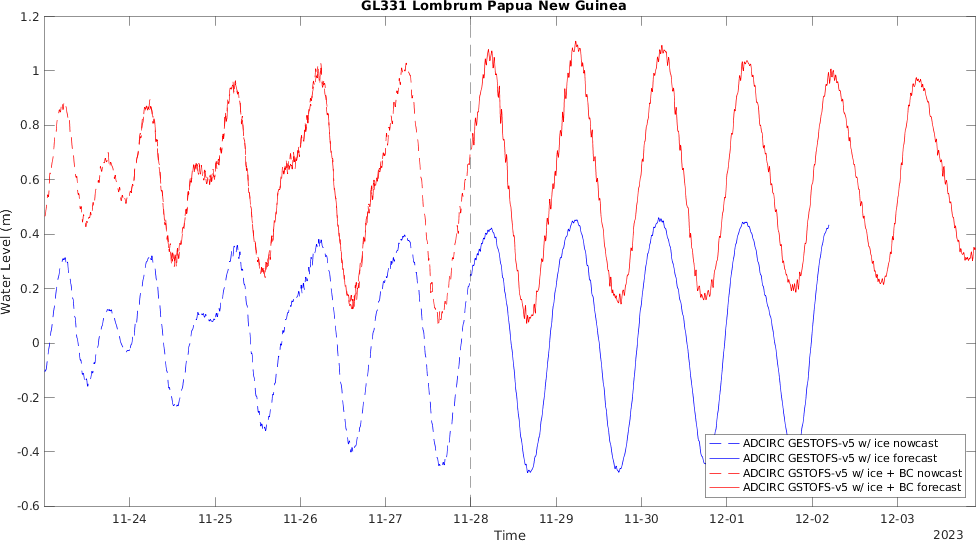 GL331 Lombrum Papua New Guinea
1.2
1
0.8
0.6
0.4
0.2
0
-0.2
-0.4
-0.6
Water Level (m)
11-24 11-25 11-26 11-27 11-28 11-29 11-30 12-01 12-02 12-03
Time
2023
ADCIRC GESTOFS-v5 w/ ice nowcast
ADCIRC GESTOFS-v5 w/ ice forecast
ADCIRC GSTOFS-v5 w/ ice + BC nowcast
ADCIRC GSTOFS-v5 w/ ice + BC forecast